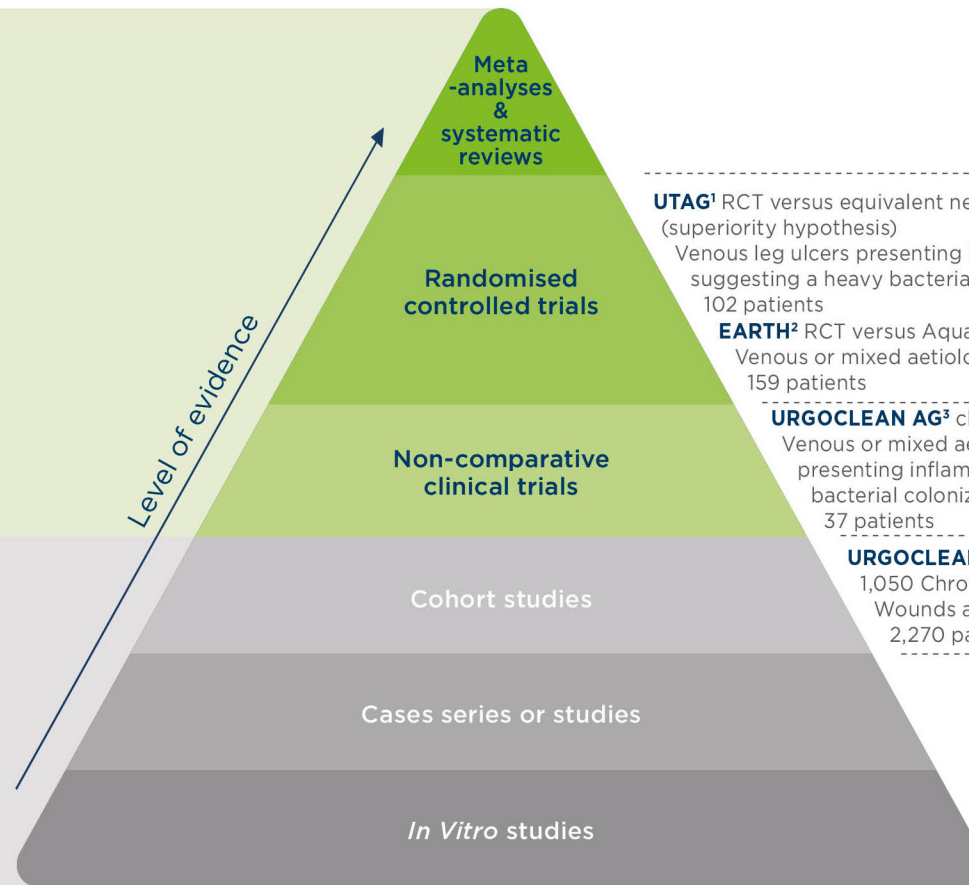 Meta
-analyses
&
systematic
reviews
Level of evidence
Randomised
controlled trials
Non-comparative
clinical trials
Cohort studies
Cases series or studies
In Vitro studies
UTAG¹ RCT versus equivalent ne
(superiority hypothesis)
Venous leg ulcers presenting
suggesting a heavy bacteria
102 patients
EARTH² RCT versus Aqua
Venous or mixed aetiolo
159 patients
URGOCLEAN AG³ cl
Venous or mixed ae
presenting inflam
bacterial coloniz
37 patients
URGOCLEAN
1,050 Chro
Wounds a
2,270 pa